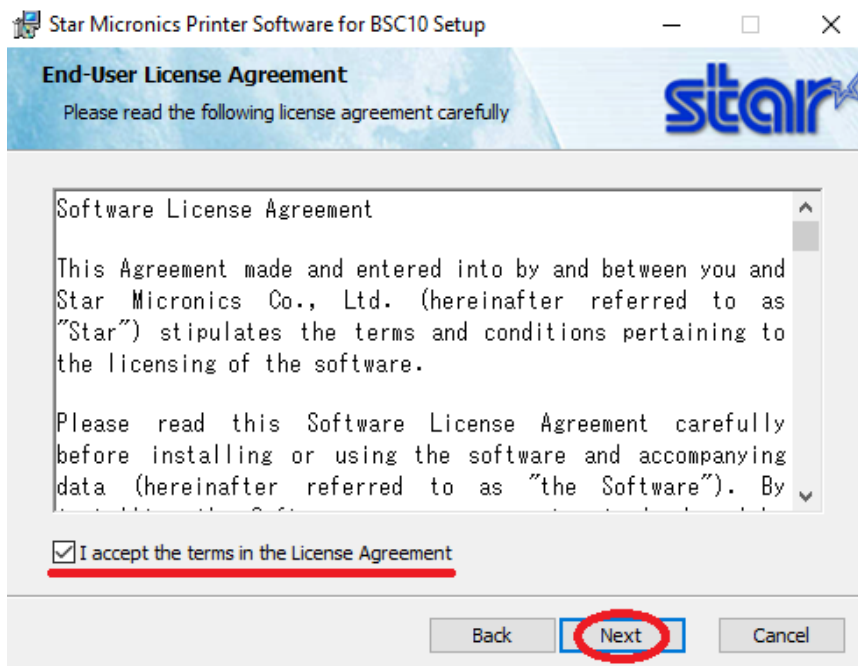 Star Micronics Printer Software for BSC10 Setup
End-User License Agreement
Please read the following license agreement carefully
star
Software License Agreement
This Agreement made and entered into by and between you and
Star Micronics Co., Ltd. (hereinafter referred to as
"Star") stipulates the terms and conditions pertaining to
the licensing of the software.
Please read this Software License Agreement carefully
before installing or using the software and accompanying
data (hereinafter referred to as "the Software"). By
I accept the terms in the License Agreement
Back
Next
Cancel